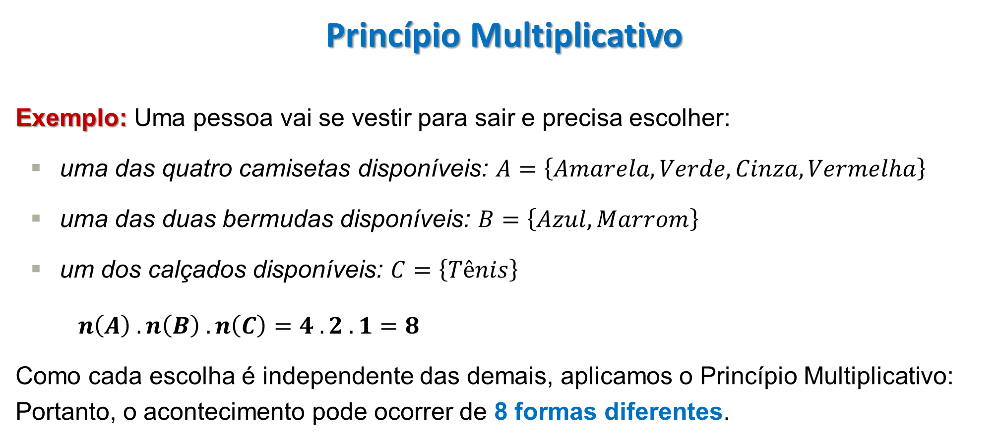 Princípio Multiplicativo
Exemplo: Uma pessoa vai se vestir para sair e precisa escolher:
▪ uma das quatro camisetas disponíveis: A = {Amarela, Verde, Cinza, Vermelha}
▪ uma das duas bermudas disponíveis: B = {Azul, Marrom}
▪ um dos calçados disponíveis: C = {Tênis}
n(A) . n(B) . n(C) = 4 . 2 . 1 = 8
Como cada escolha é independente das demais, aplicamos o Princípio Multiplicativo:
Portanto, o acontecimento pode ocorrer de 8 formas diferentes.